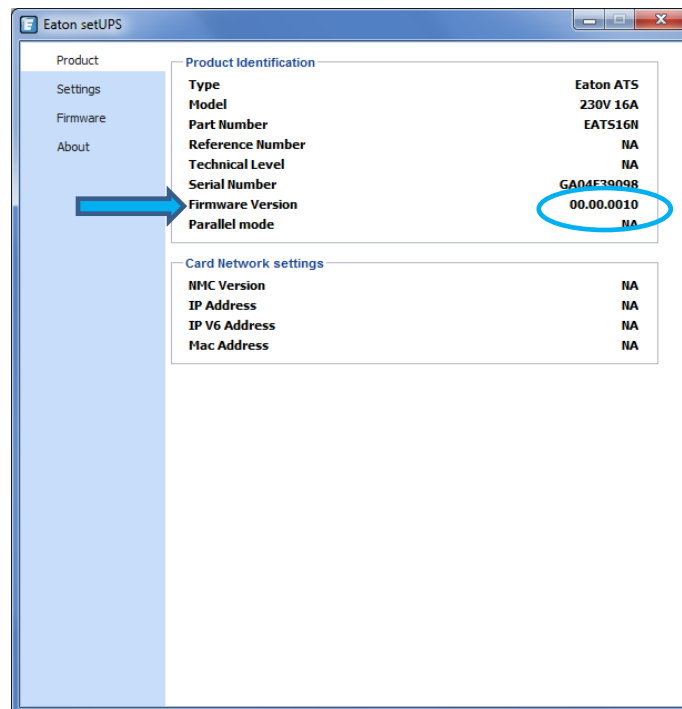 Eaton setUPS
Product
Settings
Firmware
About
Product Identification
Type Eaton ATS
Model 230V 16A
Part Number EATS16N
Reference Number NA
Technical Level NA
Serial Number GA04F39098
Firmware Version 00.00.0010
Parallel mode NA
Card Network settings
NMC Version NA
IP Address NA
IP V6 Address NA
Mac Address NA